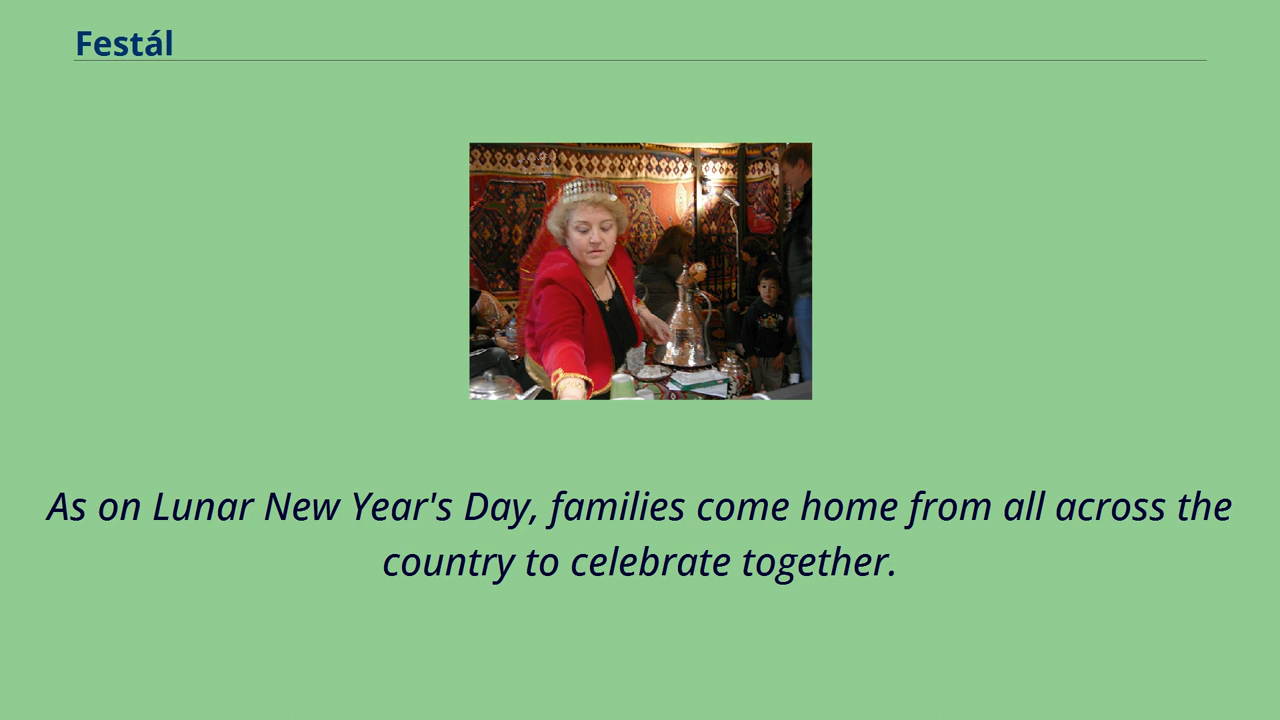 Festál
As on Lunar New Year's Day, families come home from all across the
country to celebrate together.